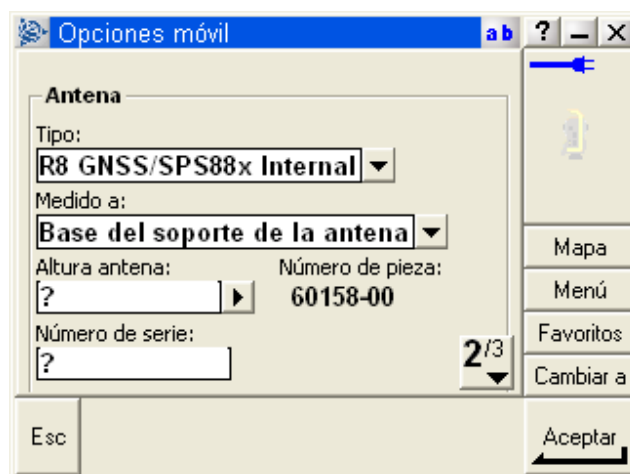 Opciones móvil
ab
?
Antena
Tipo:
R8 GNSS/SPS88x Internal
Medido a:
Base del soporte de la antena
Altura antena:
Número de pieza:
?
60158-00
Número de serie:
?
2/3
Mapa
Menú
Favoritos
Cambiar a
Esc
Aceptar